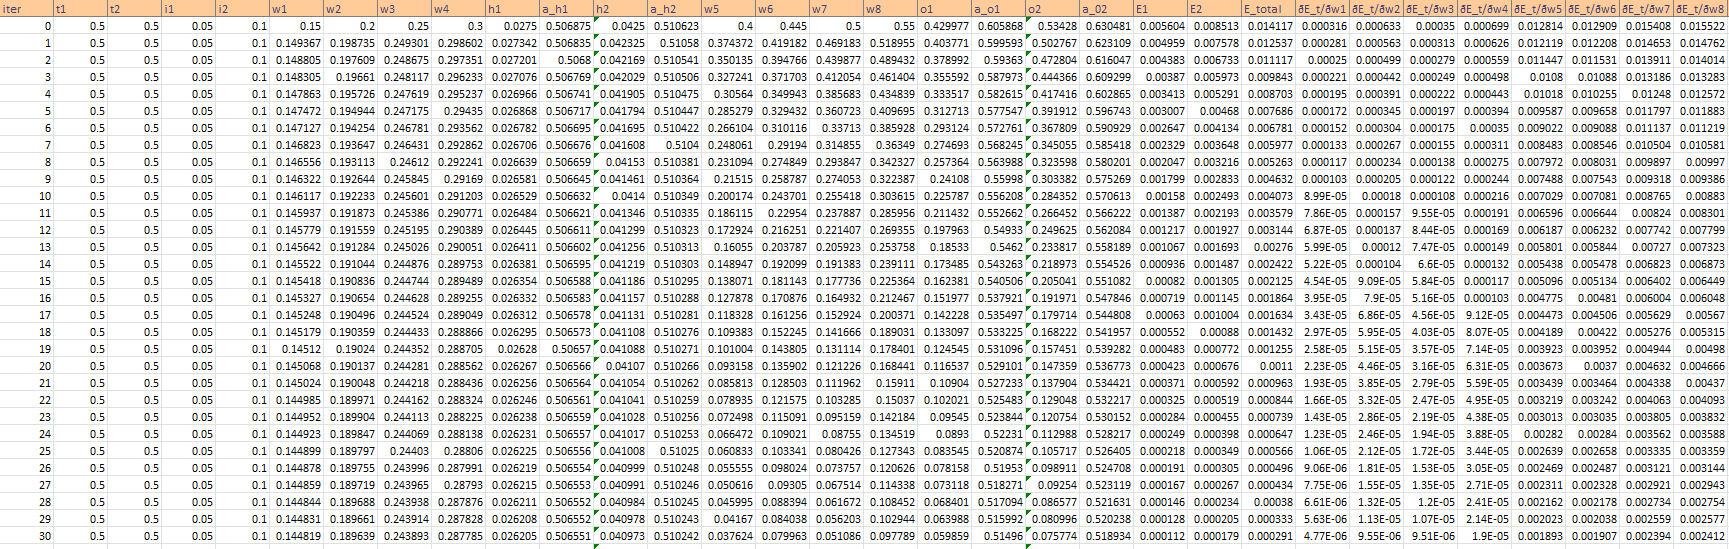 iter t1 t2 i1 i2 w1 w2 w3 w4 h1 a_h1 h2 a_h2 w5 w6 w7 w8 o1 a_o1 o2 a_02 E1 E2 E_total ðE_t/ðw1 ðE_t/ðw2 ðE_t/ðw3 ðE_t/ðw4 ðE_t/ðw5 ðE_t/ðw6 ðE_t/ðw7 ðE_t/ðw8
0 0.5 0.5 0.05 0.1 0.15 0.2 0.25 0.3 0.0275 0.506875 0.0425 0.510623 0.4 0.445 0.5 0.55 0.429977 0.605868 0.53428 0.630481 0.005604 0.008513 0.014117 0.000316 0.000633 0.00035 0.000699 0.012814 0.012909 0.015408 0.015522
1 0.5 0.5 0.05 0.1 0.149367 0.198735 0.249301 0.298602 0.027342 0.506835 0.042325 0.51058 0.374372 0.419182 0.469183 0.518955 0.403771 0.599593 0.502767 0.623109 0.004959 0.007578 0.012537 0.000281 0.000563 0.000313 0.000626 0.012119 0.012208 0.014653 0.014762
2 0.5 0.5 0.05 0.1 0.148805 0.197609 0.248675 0.297351 0.027201 0.5068 0.042169 0.510541 0.350135 0.394766 0.439877 0.489432 0.378992 0.59363 0.472804 0.616047 0.004383 0.006733 0.011117 0.00025 0.000499 0.000279 0.000559 0.011447 0.011531 0.013911 0.014014
3 0.5 0.5 0.05 0.1 0.148305 0.19661 0.248117 0.296233 0.027076 0.506769 0.042029 0.510506 0.327241 0.371703 0.412054 0.461404 0.355592 0.587973 0.444366 0.609299 0.00387 0.005973 0.009843 0.000221 0.000442 0.000249 0.000498 0.0108 0.01088 0.013186 0.013283
4 0.5 0.5 0.05 0.1 0.147863 0.195726 0.247619 0.295237 0.026966 0.506741 0.041905 0.510475 0.30564 0.349943 0.385683 0.434839 0.333517 0.582615 0.417416 0.602865 0.003413 0.005291 0.008703 0.000195 0.000391 0.000222 0.000443 0.01018 0.010255 0.01248 0.012572
5 0.5 0.5 0.05 0.1 0.147472 0.194944 0.247175 0.29435 0.026868 0.506717 0.041794 0.510447 0.285279 0.329432 0.360723 0.409695 0.312713 0.577547 0.391912 0.596743 0.003007 0.00468 0.007686 0.000172 0.000345 0.000197 0.000394 0.009587 0.009658 0.011797 0.011883
6 0.5 0.5 0.05 0.1 0.147127 0.194254 0.246781 0.293562 0.026782 0.506695 0.041695 0.510422 0.266104 0.310116 0.33713 0.385928 0.293124 0.572761 0.367809 0.590929 0.002647 0.004134 0.006781 0.000152 0.000304 0.000175 0.00035 0.009022 0.009088 0.011137 0.011219
7 0.5 0.5 0.05 0.1 0.146823 0.193647 0.246431 0.292862 0.026706 0.506676 0.041608 0.5104 0.248061 0.29194 0.314855 0.36349 0.274693 0.568245 0.345055 0.585418 0.002329 0.003648 0.005977 0.000133 0.000267 0.000155 0.000311 0.008483 0.008546 0.010504 0.010581
8 0.5 0.5 0.05 0.1 0.146556 0.193113 0.24612 0.292241 0.026639 0.506659 0.04153 0.510381 0.231094 0.274849 0.293847 0.342327 0.257364 0.563988 0.323598 0.580201 0.002047 0.003216 0.005263 0.000117 0.000234 0.000138 0.000275 0.007972 0.008031 0.009897 0.00997
9 0.5 0.5 0.05 0.1 0.146322 0.192644 0.245845 0.29169 0.026581 0.506645 0.041461 0.510364 0.21515 0.258787 0.274053 0.322387 0.24108 0.55998 0.303382 0.575269 0.001799 0.002833 0.004632 0.000103 0.000205 0.000122 0.000244 0.007488 0.007543 0.009318 0.009386
10 0.5 0.5 0.05 0.1 0.146117 0.192233 0.245601 0.291203 0.026529 0.506632 0.0414 0.510349 0.200174 0.243701 0.255418 0.303615 0.225787 0.556208 0.284352 0.570613 0.00158 0.002493 0.004073 8.99E-05 0.00018 0.000108 0.000216 0.007029 0.007081 0.008765 0.00883
11 0.5 0.5 0.05 0.1 0.145937 0.191873 0.245386 0.290771 0.026484 0.506621 0.041346 0.510335 0.186115 0.22954 0.237887 0.285956 0.211432 0.552662 0.266452 0.566222 0.001387 0.002193 0.003579 7.86E-05 0.000157 9.55E-05 0.000191 0.006596 0.006644 0.00824 0.008301
12 0.5 0.5 0.05 0.1 0.145779 0.191559 0.245195 0.290389 0.026445 0.506611 0.041299 0.510323 0.172924 0.216251 0.221407 0.269355 0.197963 0.54933 0.249625 0.562084 0.001217 0.001927 0.003144 6.87E-05 0.000137 8.44E-05 0.000169 0.006187 0.006232 0.007742 0.007799
13 0.5 0.5 0.05 0.1 0.145642 0.191284 0.245026 0.290051 0.026411 0.506602 0.041256 0.510313 0.16055 0.203787 0.205923 0.253758 0.18533 0.5462 0.233817 0.558189 0.001067 0.001693 0.00276 5.99E-05 0.00012 7.47E-05 0.000149 0.005801 0.005844 0.00727 0.007323
14 0.5 0.5 0.05 0.1 0.145522 0.191044 0.244876 0.289753 0.026381 0.506595 0.041219 0.510303 0.148947 0.192099 0.191383 0.239111 0.173485 0.543263 0.218973 0.554526 0.000936 0.001487 0.002422 5.22E-05 0.000104 6.6E-05 0.000132 0.005438 0.005478 0.006823 0.006873
15 0.5 0.5 0.05 0.1 0.145418 0.190836 0.244744 0.289489 0.026354 0.506588 0.041186 0.510295 0.138071 0.181143 0.177736 0.225364 0.162381 0.540506 0.205041 0.551082 0.00082 0.001305 0.002125 4.54E-05 9.09E-05 5.84E-05 0.000117 0.005096 0.005134 0.006402 0.006449
16 0.5 0.5 0.05 0.1 0.145327 0.190654 0.244628 0.289255 0.026332 0.506583 0.041157 0.510288 0.127878 0.170876 0.164932 0.212467 0.151977 0.537921 0.191971 0.547846 0.000719 0.001145 0.001864 3.95E-05 7.9E-05 5.16E-05 0.000103 0.004775 0.00481 0.006004 0.006048
17 0.5 0.5 0.05 0.1 0.145248 0.190496 0.244524 0.289049 0.026312 0.506578 0.041131 0.510281 0.118328 0.161256 0.152924 0.200371 0.142228 0.535497 0.179714 0.544808 0.00063 0.001004 0.001634 3.43E-05 6.86E-05 4.56E-05 9.12E-05 0.004473 0.004506 0.005629 0.00567
18 0.5 0.5 0.05 0.1 0.145179 0.190359 0.244433 0.288866 0.026295 0.506573 0.041108 0.510276 0.109383 0.152245 0.141666 0.189031 0.133097 0.533225 0.168222 0.541957 0.000552 0.00088 0.001432 2.97E-05 5.95E-05 4.03E-05 8.07E-05 0.004189 0.00422 0.005276 0.005315
19 0.5 0.5 0.05 0.1 0.14512 0.19024 0.244352 0.288705 0.02628 0.50657 0.041088 0.510271 0.101004 0.143805 0.131114 0.178401 0.124545 0.531096 0.157451 0.539282 0.000483 0.000772 0.001255 2.58E-05 5.15E-05 3.57E-05 7.14E-05 0.003923 0.003952 0.004944 0.00498
20 0.5 0.5 0.05 0.1 0.145068 0.190137 0.244281 0.288562 0.026267 0.506566 0.04107 0.510266 0.093158 0.135902 0.121226 0.168441 0.116537 0.529101 0.147359 0.536773 0.000423 0.000676 0.0011 2.23E-05 4.46E-05 3.16E-05 6.31E-05 0.003673 0.0037 0.004632 0.004666
21 0.5 0.5 0.05 0.1 0.145024 0.190048 0.244218 0.288436 0.026256 0.506564 0.041054 0.510262 0.085813 0.128503 0.111962 0.15911 0.10904 0.527233 0.137904 0.534421 0.000371 0.000592 0.000963 1.93E-05 3.85E-05 2.79E-05 5.59E-05 0.003439 0.003464 0.004338 0.00437
22 0.5 0.5 0.05 0.1 0.144985 0.189971 0.244162 0.288324 0.026246 0.506561 0.041041 0.510259 0.078935 0.121575 0.103285 0.15037 0.102021 0.525483 0.129048 0.532217 0.000325 0.000519 0.000844 1.66E-05 3.32E-05 2.47E-05 4.95E-05 0.003219 0.003242 0.004063 0.004093
23 0.5 0.5 0.05 0.1 0.144952 0.189904 0.244113 0.288225 0.026238 0.506559 0.041028 0.510256 0.072498 0.115091 0.095159 0.142184 0.09545 0.523844 0.120754 0.530152 0.000284 0.000455 0.000739 1.43E-05 2.86E-05 2.19E-05 4.38E-05 0.003013 0.003035 0.003805 0.003832
24 0.5 0.5 0.05 0.1 0.144923 0.189847 0.244069 0.288138 0.026231 0.506557 0.041017 0.510253 0.066472 0.109021 0.08755 0.134519 0.0893 0.52231 0.112988 0.528217 0.000249 0.000398 0.000647 1.23E-05 2.46E-05 1.94E-05 3.88E-05 0.00282 0.00284 0.003562 0.003588
25 0.5 0.5 0.05 0.1 0.144899 0.189797 0.24403 0.28806 0.026225 0.506556 0.041008 0.51025 0.060833 0.103341 0.080426 0.127343 0.083545 0.520874 0.105717 0.526405 0.000218 0.000349 0.000566 1.06E-05 2.12E-05 1.72E-05 3.44E-05 0.002639 0.002658 0.003335 0.003359
26 0.5 0.5 0.05 0.1 0.144878 0.189755 0.243996 0.287991 0.026219 0.506554 0.040999 0.510248 0.055555 0.098024 0.073757 0.120626 0.078158 0.51953 0.098911 0.524708 0.000191 0.000305 0.000496 9.06E-06 1.81E-05 1.53E-05 3.05E-05 0.002469 0.002487 0.003121 0.003144
27 0.5 0.5 0.05 0.1 0.144859 0.189719 0.243965 0.28793 0.026215 0.506553 0.040991 0.510246 0.050616 0.09305 0.067514 0.114338 0.073118 0.518271 0.09254 0.523119 0.000167 0.000267 0.000434 7.75E-06 1.55E-05 1.35E-05 2.71E-05 0.002311 0.002328 0.002921 0.002943
28 0.5 0.5 0.05 0.1 0.144844 0.189688 0.243938 0.287876 0.026211 0.506552 0.040984 0.510245 0.045995 0.088394 0.061672 0.108452 0.068401 0.517094 0.086577 0.521631 0.000146 0.000234 0.00038 6.61E-06 1.32E-05 1.2E-05 2.41E-05 0.002162 0.002178 0.002734 0.002754
29 0.5 0.5 0.05 0.1 0.144831 0.189661 0.243914 0.287828 0.026208 0.506552 0.040978 0.510243 0.04167 0.084038 0.056203 0.102944 0.063988 0.515992 0.080996 0.520238 0.000128 0.000205 0.000333 5.63E-06 1.13E-05 1.07E-05 2.14E-05 0.002023 0.002038 0.002559 0.002577
30 0.5 0.5 0.05 0.1 0.144819 0.189639 0.243893 0.287785 0.026205 0.506551 0.040973 0.510242 0.037624 0.079963 0.051086 0.097789 0.059859 0.51496 0.075774 0.518934 0.000112 0.000179 0.000291 4.77E-06 9.55E-06 9.51E-06 1.9E-05 0.001893 0.001907 0.002394 0.002412